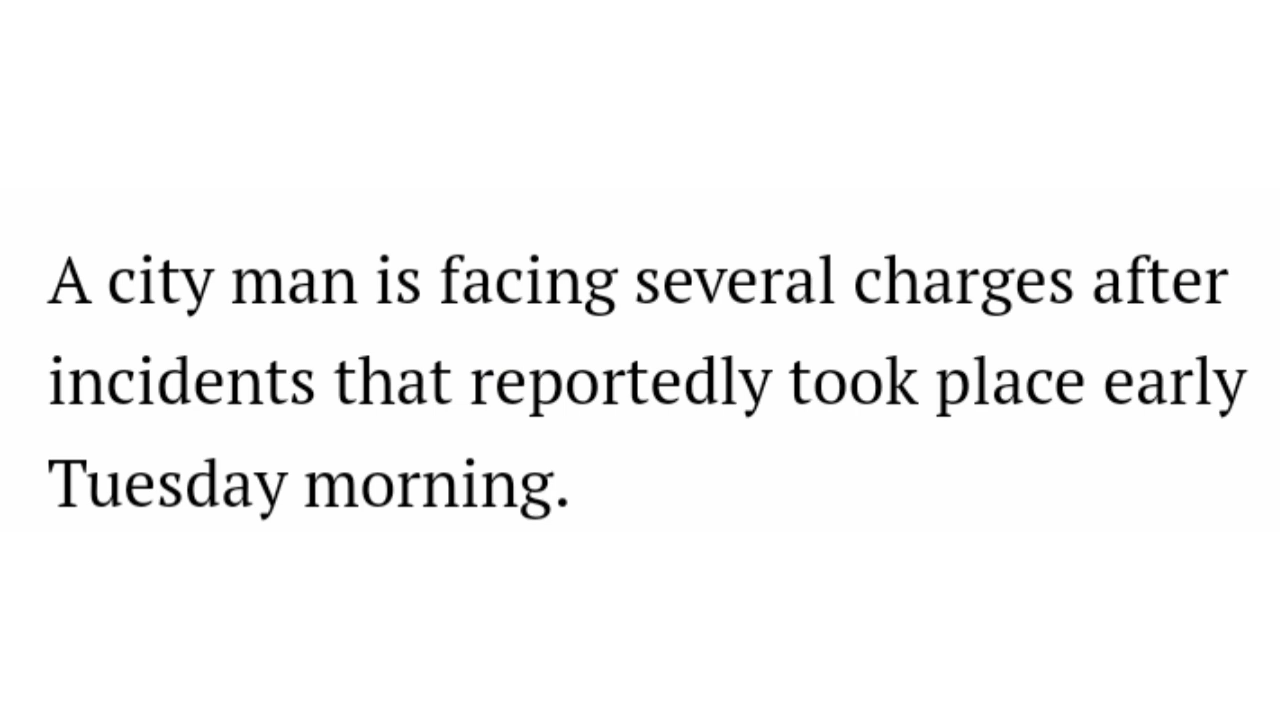 A city man is facing several charges after
incidents that reportedly took place early
Tuesday morning.